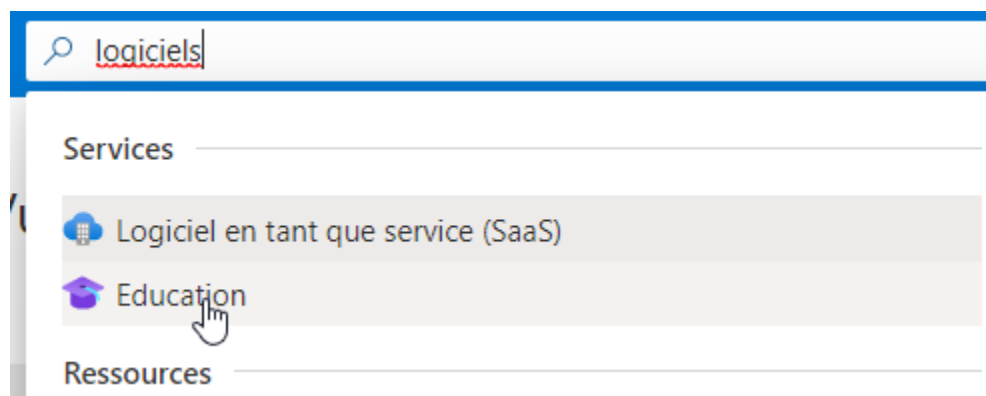 logiciels
Services
Logiciel en tant que service (SaaS)
Education
Ressources